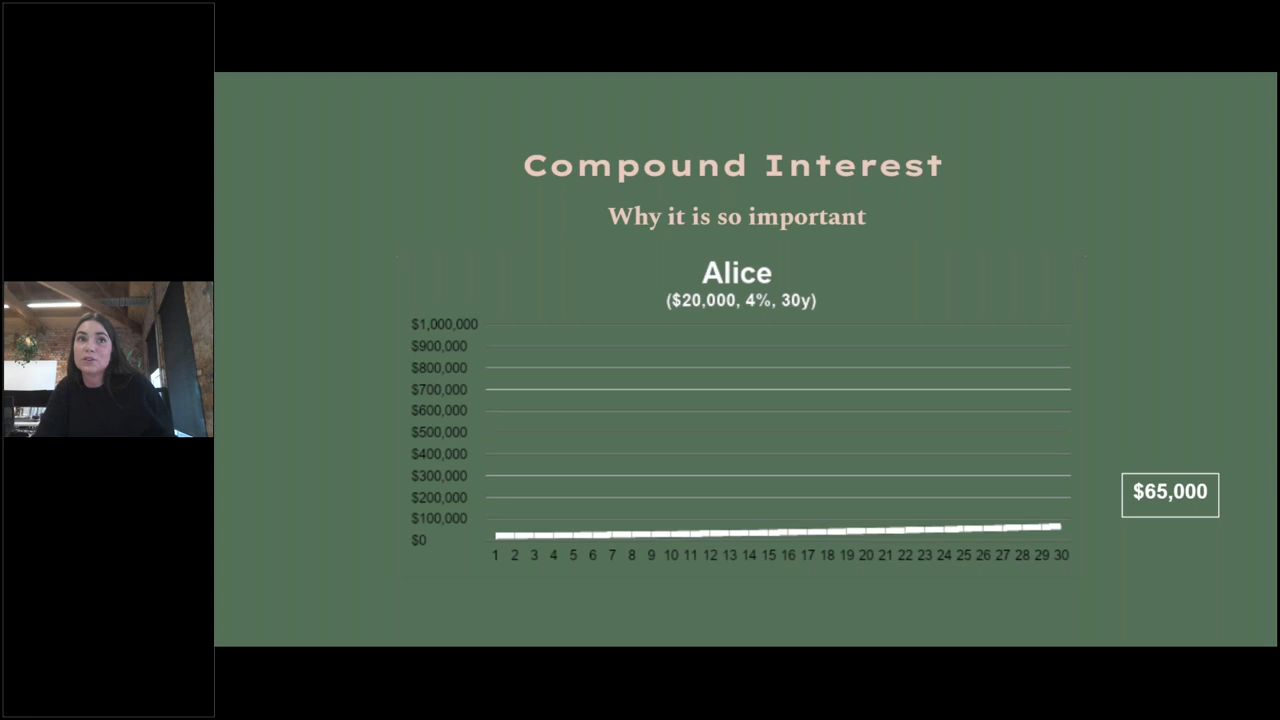 Compound Interest
Why it is so important
Alice
($20,000, 4%, 30y)
$1,000,000
$900,000
$800,000
$700,000
$600,000
$500,000
$400,000
$300,000
$200,000
$100,000
$0
1 2 3 4 5 6 7 8 9 10 11 12 13 14 15 16 17 18 19 20 21 22 23 24 25 26 27 28 29 30
$65,000